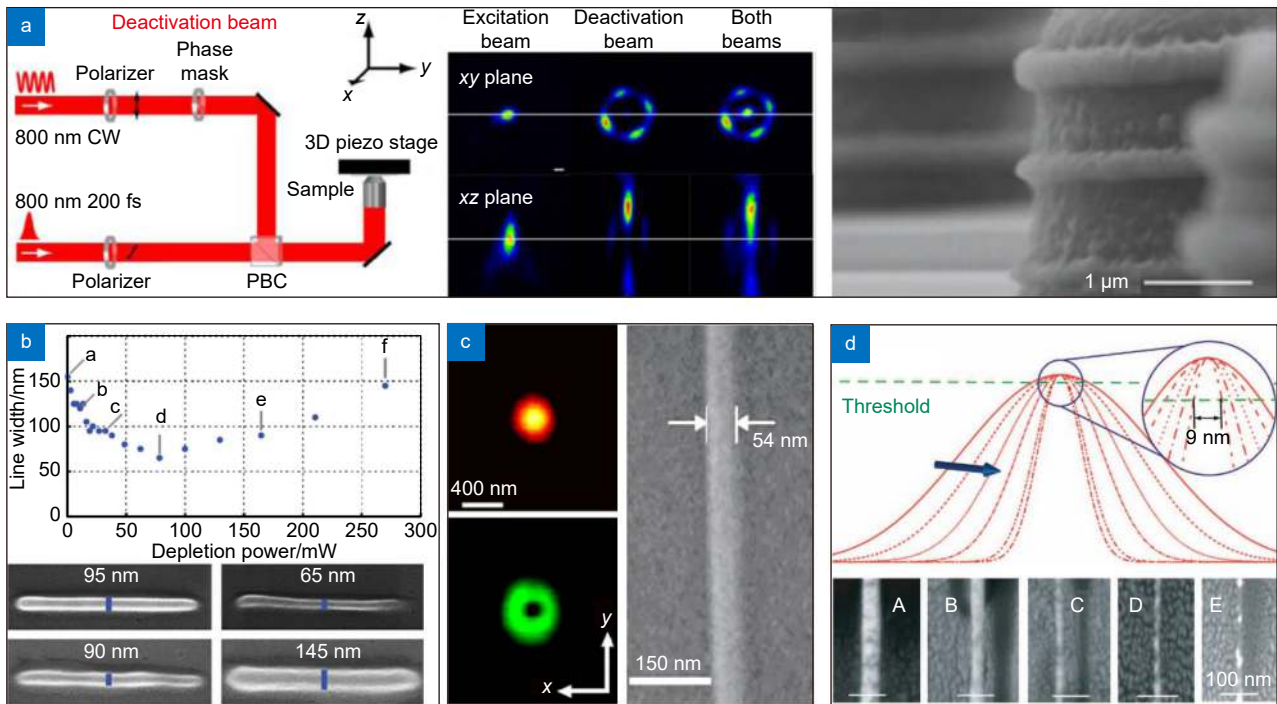 a
Deactivation beam
Phase
mask
Polarizer
z
y
x
800 nm CW
3D piezo stage
Sample
800 nm 200 fs
Polarizer
PBC
Excitation
beam
Deactivation
beam
Both
beams
xy plane
xz plane
1 μm
b
Line width/nm
150
100
50
0
0
50
100
150
200
250
300
Depletion power/mW
a
b
c
d
e
f
95 nm
65 nm
90 nm
145 nm
c
400 nm
y
x
54 nm
150 nm
d
Threshold
9 nm
A
B
C
D
E
100 nm